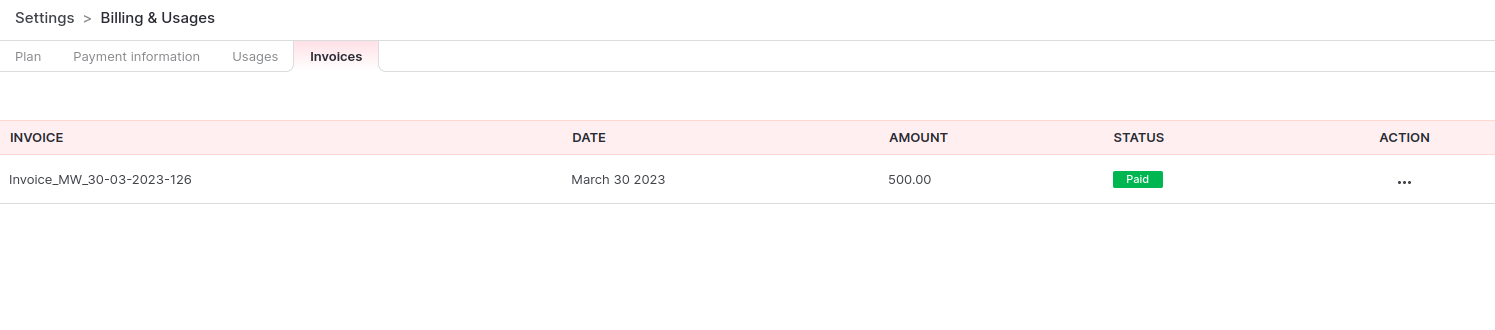 Settings > Billing & Usages
Plan Payment information Usages Invoices
INVOICE DATE AMOUNT STATUS ACTION
Invoice_MW_30-03-2023-126 March 30 2023 500.00 Paid ...